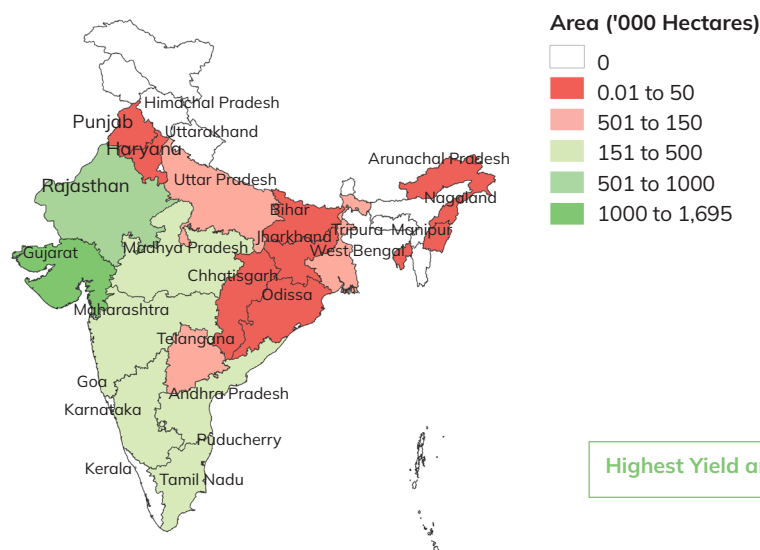 Area ('000 Hectares)
0
0.01 to 50
501 to 150
151 to 500
501 to 1000
1000 to 1,695
Himachal Pradesh
Punjab
Uttarakhand
Haryana
Arunachal Pradesh
Rajasthan
Uttar Pradesh
Nagaland
Bihar
Jharkhand
Tripura
Manipur
Gujarat
Madhya Pradesh
West Bengal
Chhatisgarh
Odissa
Maharashtra
Telangana
Goa
Andhra Pradesh
Karnataka
Puducherry
Kerala
Tamil Nadu
Highest Yield a